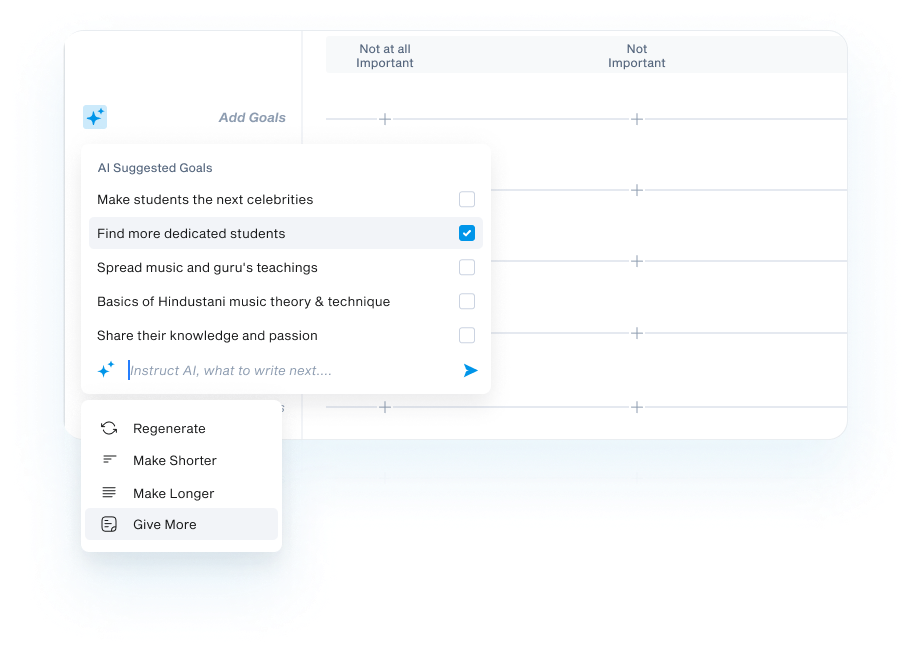 Not at all
Important
Not
Important
Add Goals
AI Suggested Goals
Make students the next celebrities
Find more dedicated students
Spread music and guru's teachings
Basics of Hindustani music theory & technique
Share their knowledge and passion
Instruct AI, what to write next....
Regenerate
Make Shorter
Make Longer
Give More